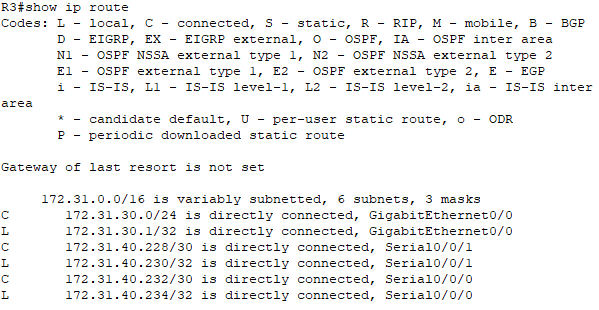 R3#show ip route
Codes: L - local, C - connected, S - static, R - RIP, M - mobile, B - BGP
       D - EIGRP, EX - EIGRP external, O - OSPF, IA - OSPF inter area
       N1 - OSPF NSSA external type 1, N2 - OSPF NSSA external type 2
       E1 - OSPF external type 1, E2 - OSPF external type 2, E - EGP
       i - IS-IS, L1 - IS-IS level-1, L2 - IS-IS level-2, ia - IS-IS inter
area
       * - candidate default, U - per-user static route, o - ODR
       P - periodic downloaded static route
Gateway of last resort is not set
     172.31.0.0/16 is variably subnetted, 6 subnets, 3 masks
C       172.31.30.0/24 is directly connected, GigabitEthernet0/0
L       172.31.30.1/32 is directly connected, GigabitEthernet0/0
C       172.31.40.228/30 is directly connected, Serial0/0/1
L       172.31.40.230/32 is directly connected, Serial0/0/1
C       172.31.40.232/30 is directly connected, Serial0/0/0
L       172.31.40.234/32 is directly connected, Serial0/0/0